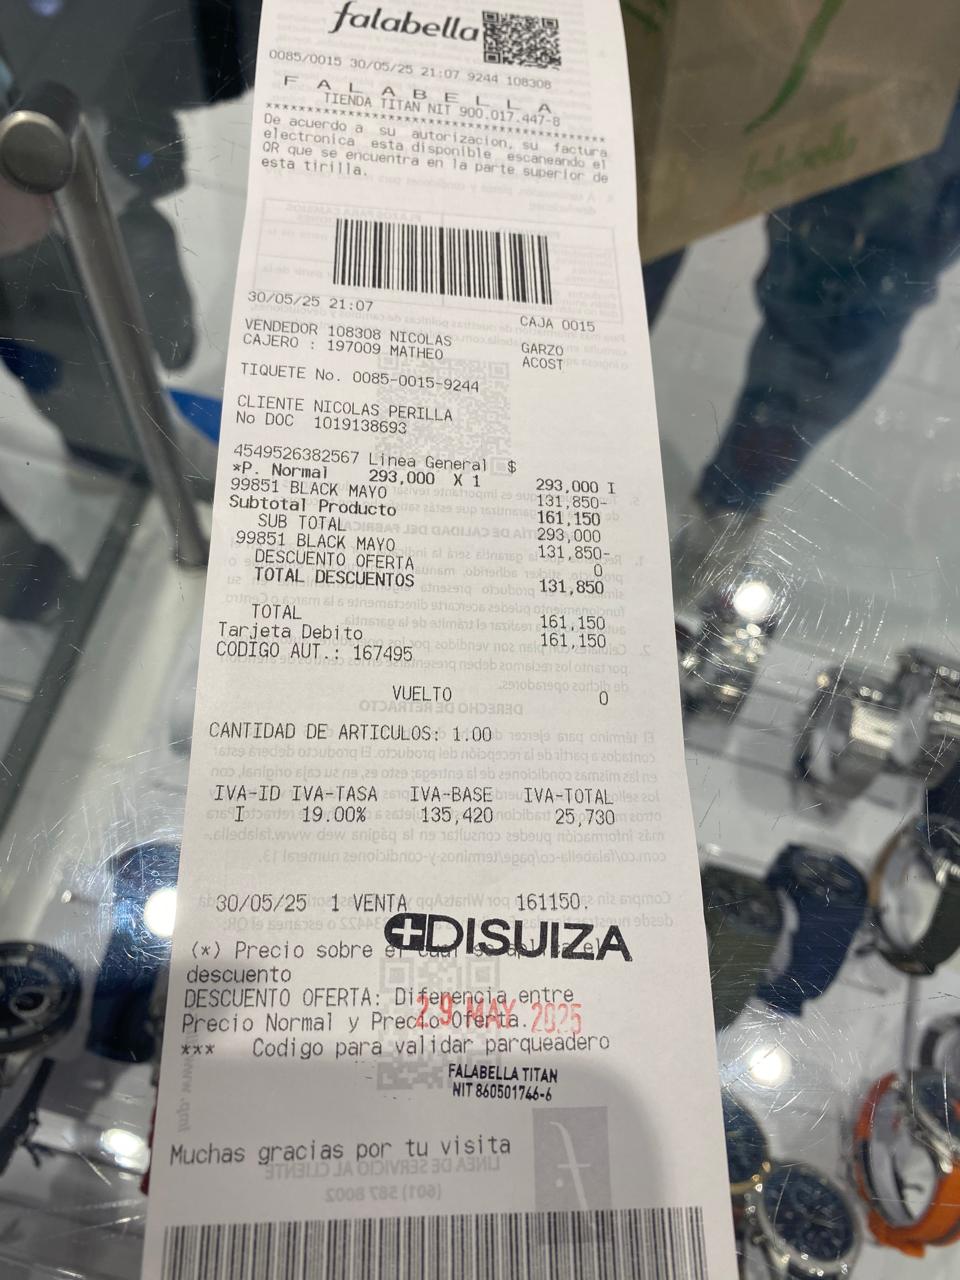 falabella
0085/0015 30/05/25 21:07 9244 108308
F A L A B E L L A
TIENDA TITAN NIT 900.017.447-8
****************************************
De acuerdo a su autorizacion, su factura
electronica esta disponible escaneando el
QR que se encuentra en la parte superior de
esta tirilla.
30/05/25 21:07 CAJA 0015
VENDEDOR 108308 NICOLAS GARZO
CAJERO : 197009 MATHEO ACOST
TIQUETE No. 0085-0015-9244
CLIENTE NICOLAS PERILLA
No DOC 1019138693
4549526382567 Linea General $
*P. Normal 293,000 X 1 293,000 I
99851 BLACK MAYO 131,850-
Subtotal Producto 161,150
SUB TOTAL 293,000
99851 BLACK MAYO 131,850-
DESCUENTO OFERTA 0
TOTAL DESCUENTOS 131,850
TOTAL 161,150
Tarjeta Debito 161,150
CODIGO AUT.: 167495
VUELTO 0
CANTIDAD DE ARTICULOS: 1.00
IVA-ID IVA-TASA IVA-BASE IVA-TOTAL
I 19.00% 135,420 25,730
30/05/25 1 VENTA 161150.
DISUIZA
(*) Precio sobre el cual se aplica el
descuento
DESCUENTO OFERTA: Diferencia entre
Precio Normal y Precio Oferta.
29 MAY 2025
*** Codigo para validar parqueadero
FALABELLA TITAN
NIT 860501746-6
Muchas gracias por tu visita